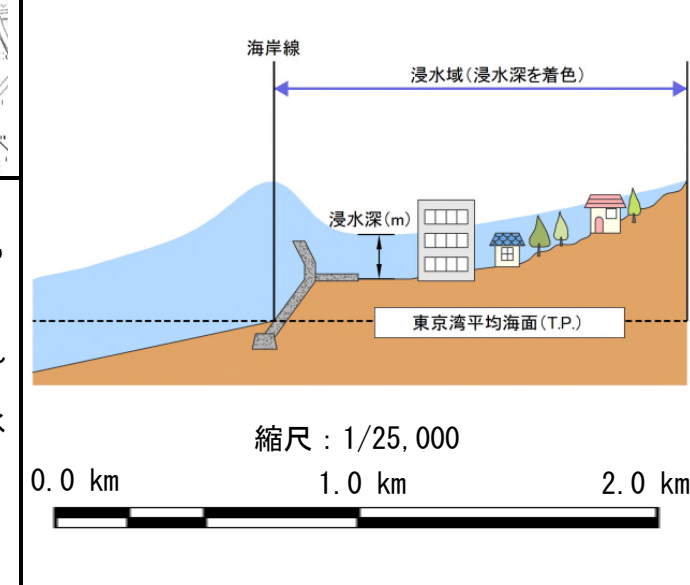 海岸線
浸水域(浸水深を着色)
浸水深(m)
東京湾平均海面(T.P.)
縮尺：1/25,000
0.0 km 1.0 km 2.0 km